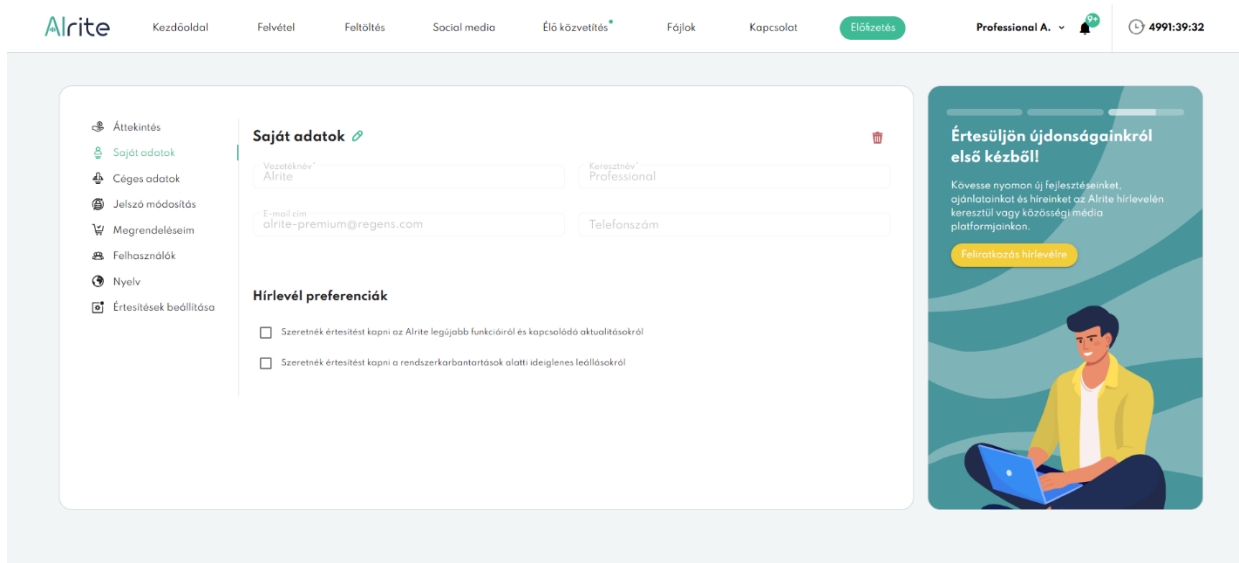 Alrite
Kezdőoldal
Felvétel
Feltöltés
Social media
Élő közvetítés
Fájlok
Kapcsolat
Előfizetés
Professional A.
9+
4991:39:32
Áttekintés
Saját adatok
Céges adatok
Jelszó módosítás
Megrendeléseim
Felhasználók
Nyelv
Értesítések beállítása
Saját adatok
Vezetéknév*
Alrite
Keresztnév*
Professional
E-mail cím
alrite-premium@regens.com
Telefonszám
Hírlevél preferenciák
Szeretnék értesítést kapni az Alrite legújabb funkcióiról és kapcsolódó aktualitásokról
Szeretnék értesítést kapni a rendszerkarbantartások alatti ideiglenes leállásokról
Értesüljön újdonságainkról
első kézből!
Kövesse nyomon új fejlesztéseinket,
ajánlatainkat és híreinket az Alrite hírlevelén
keresztül vagy közösségi média
platformjainkon.
Feliratkozás hírlevélre